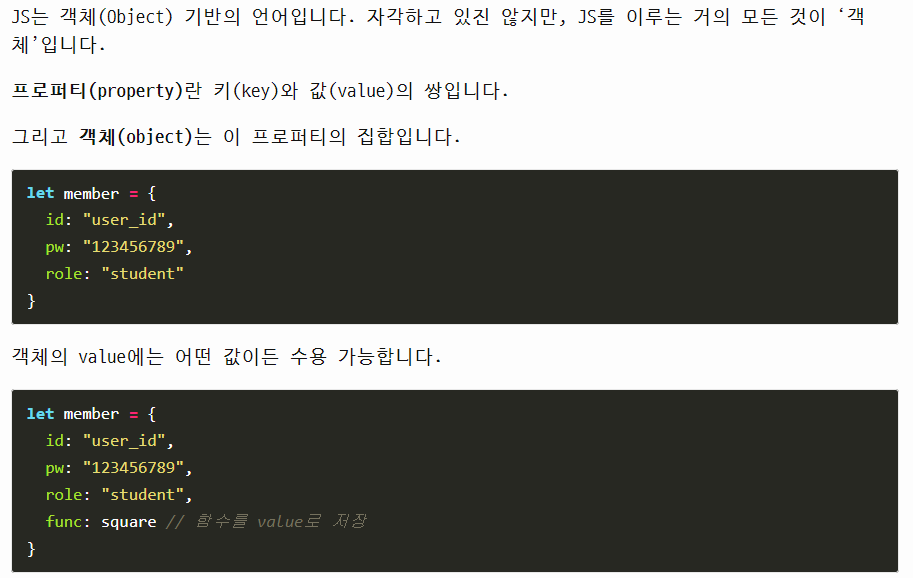 JS는 객체(Object) 기반의 언어입니다. 자각하고 있진 않지만, JS를 이루는 거의 모든 것이 ‘객
체’입니다.
프로퍼티(property)란 키(key)와 값(value)의 쌍입니다.
그리고 객체(object)는 이 프로퍼티의 집합입니다.
let member = {
  id: "user_id",
  pw: "123456789",
  role: "student"
}
객체의 value에는 어떤 값이든 수용 가능합니다.
let member = {
  id: "user_id",
  pw: "123456789",
  role: "student",
  func: square // 함수를 value로 저장
}